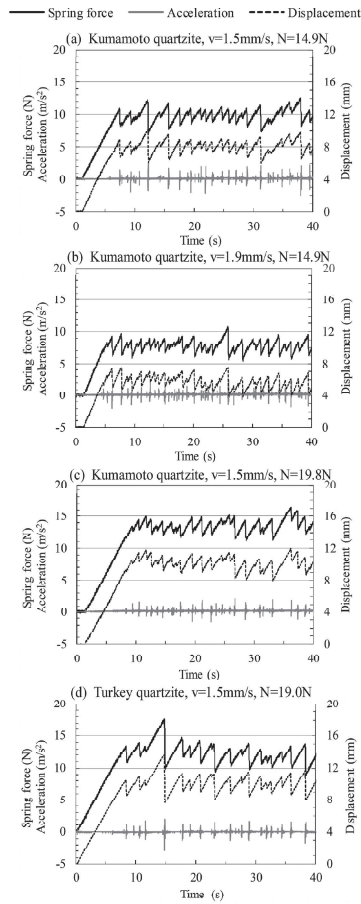 Spring force Acceleration Displacement
(a) Kumamoto quartzite, v=1.5mm/s, N=14.9N
Spring force (N)
Acceleration (m/s²)
20
15
10
5
0
-5
20
16
12
8
4
0
Displacement (mm)
0 10 20 30 40
Time (s)
(b) Kumamoto quartzite, v=1.9mm/s, N=14.9N
Spring force (N)
Acceleration (m/s²)
20
15
10
5
0
-5
20
16
12
8
4
0
Displacement (mm)
0 10 20 30 40
Time (s)
(c) Kumamoto quartzite, v=1.5mm/s, N=19.8N
Spring force (N)
Acceleration (m/s²)
20
15
10
5
0
-5
20
16
12
8
4
0
Displacement (mm)
0 10 20 30 40
Time (s)
(d) Turkey quartzite, v=1.5mm/s, N=19.0N
Spring force (N)
Acceleration (m/s²)
20
15
10
5
0
-5
20
16
12
8
4
0
Displacement (mm)
0 10 20 30 40
Time (s)